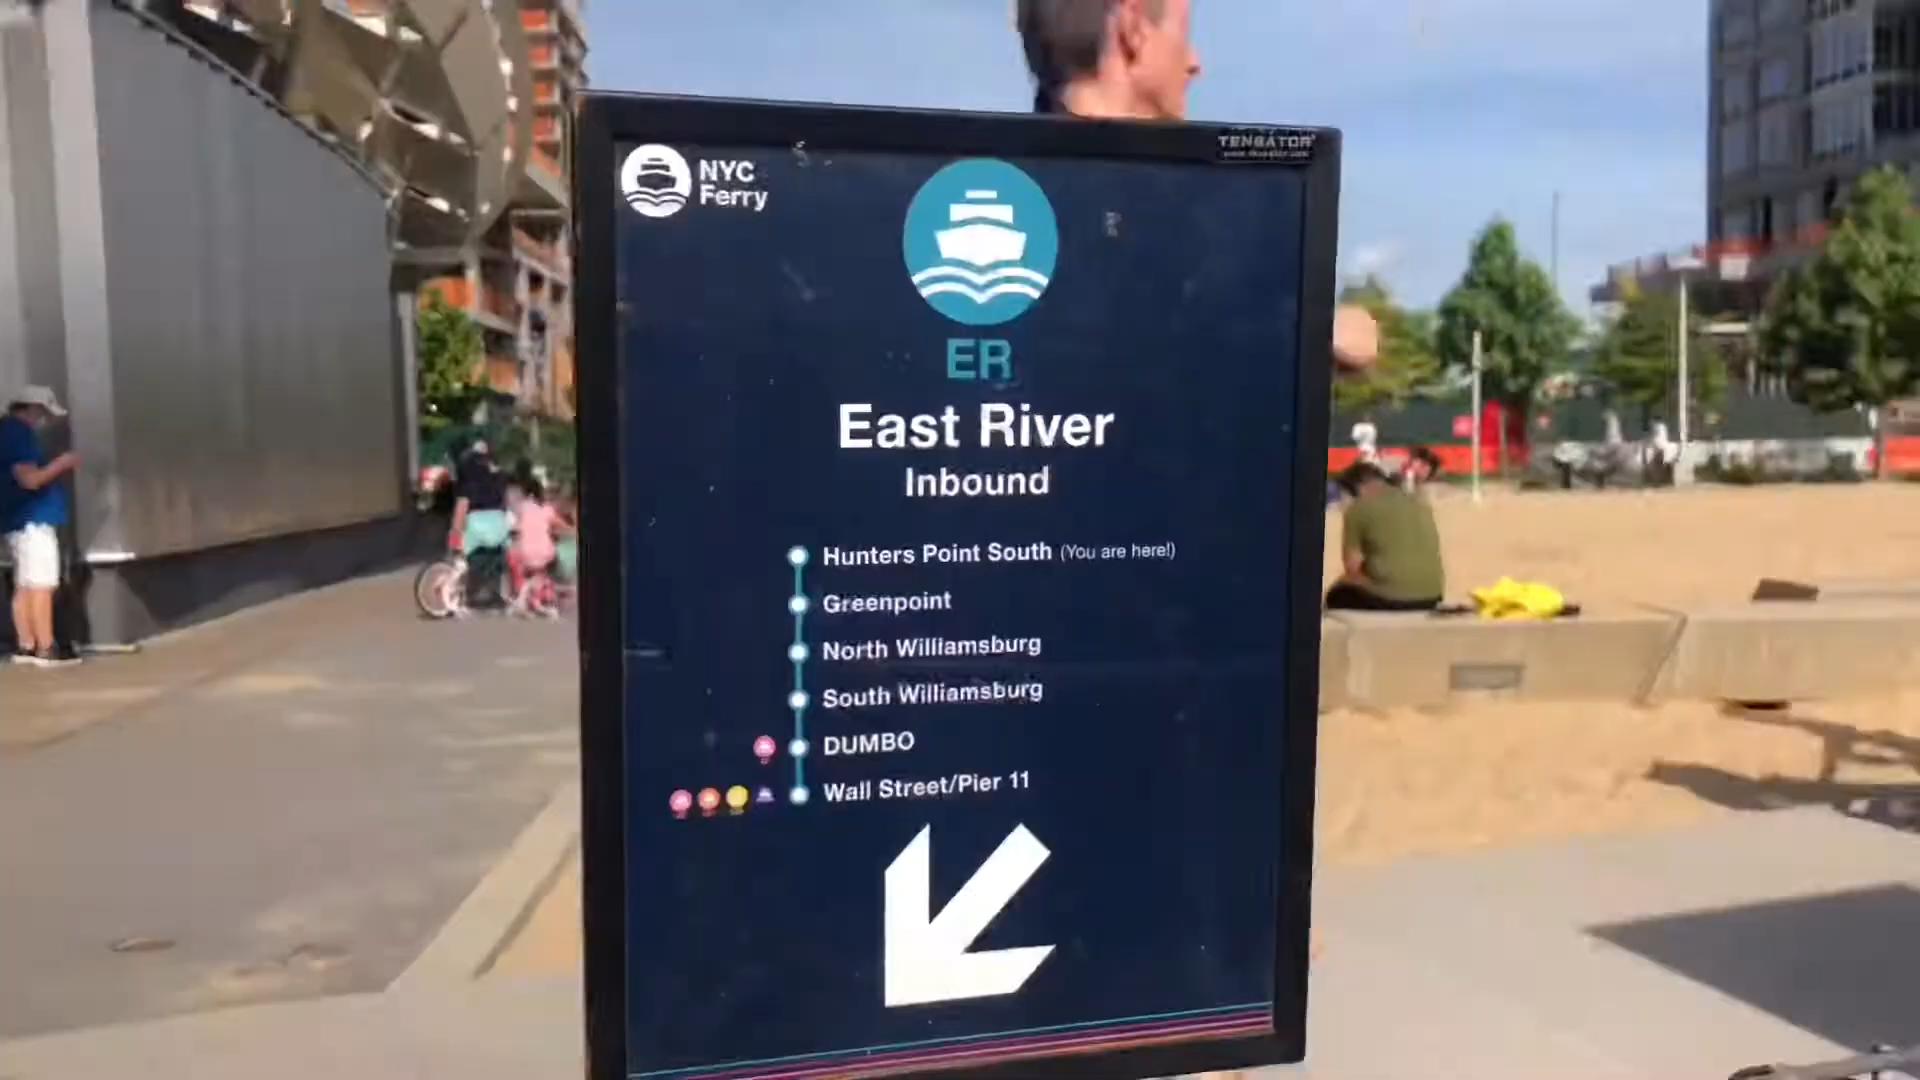 TENSATOR
NYC
Ferry
ER
East River
Inbound
Hunters Point South (You are here!)
Greenpoint
North Williamsburg
South Williamsburg
DUMBO
Wall Street/Pier 11